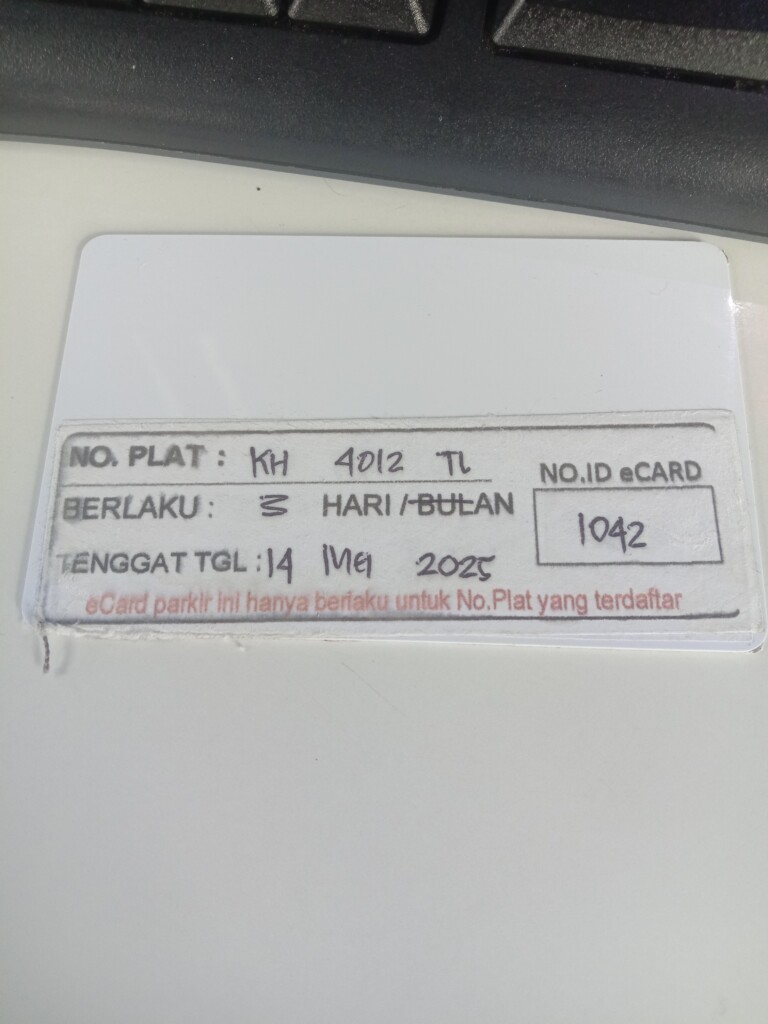 NO. PLAT : KH 4012 TL
BERLAKU : 3 HARI / BULAN
TENGGAT TGL : 14 Mei 2025
eCard parkir ini hanya berlaku untuk No.Plat yang terdaftar
NO.ID eCARD
1042